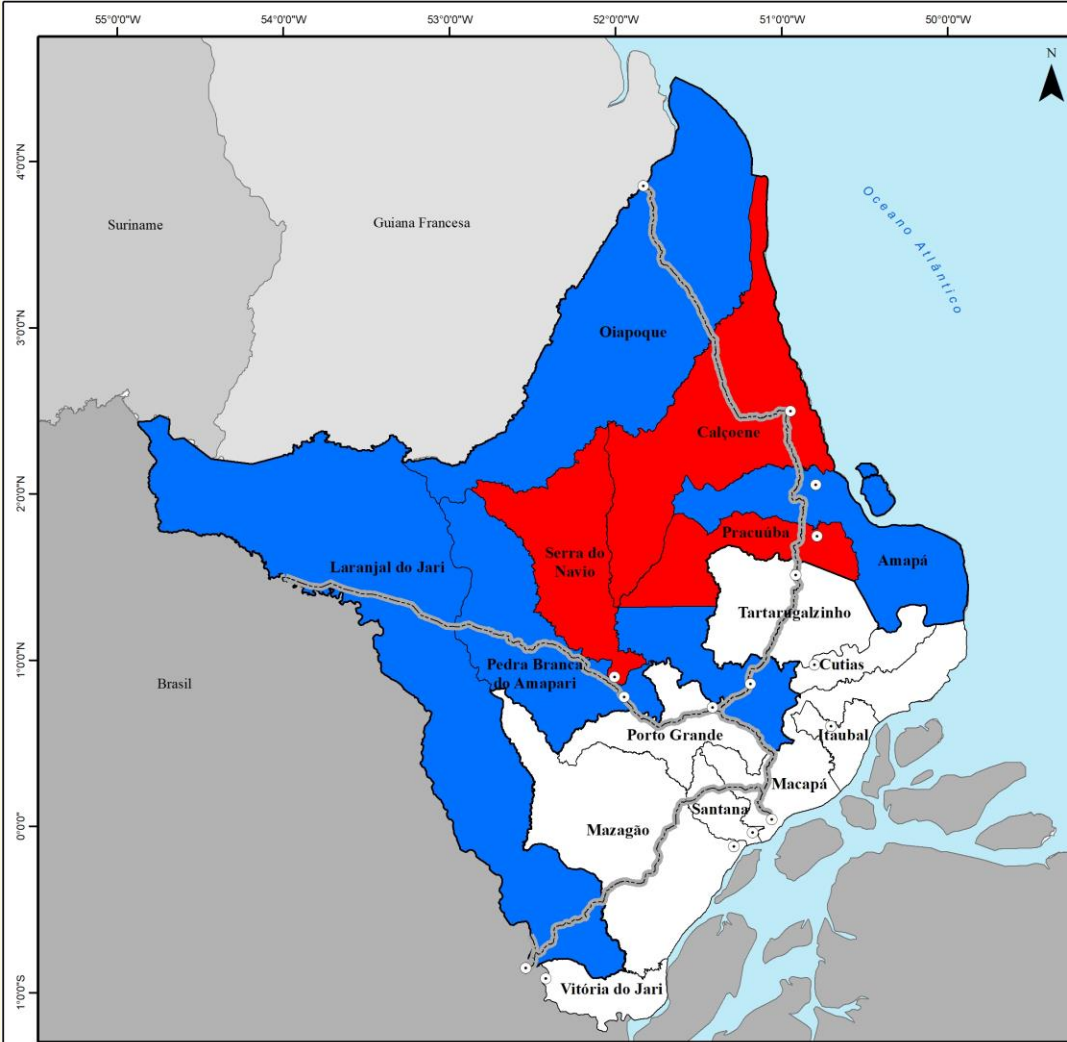 55°0'0"W
54°0'0"W
53°0'0"W
52°0'0"W
51°0'0"W
50°0'0"W
N
4°0'0"N
3°0'0"N
2°0'0"N
1°0'0"N
0°0'0"
1°0'0"S
Suriname
Guiana Francesa
Oceano Atlântico
Oiapoque
Calçoene
Pracuúba
Serra do
Navio
Amapá
Laranjal do Jari
Tartarugalzinho
Brasil
Pedra Branca
do Amapari
Cutias
Porto Grande
Itaubal
Macapá
Santana
Mazagão
Vitória do Jari